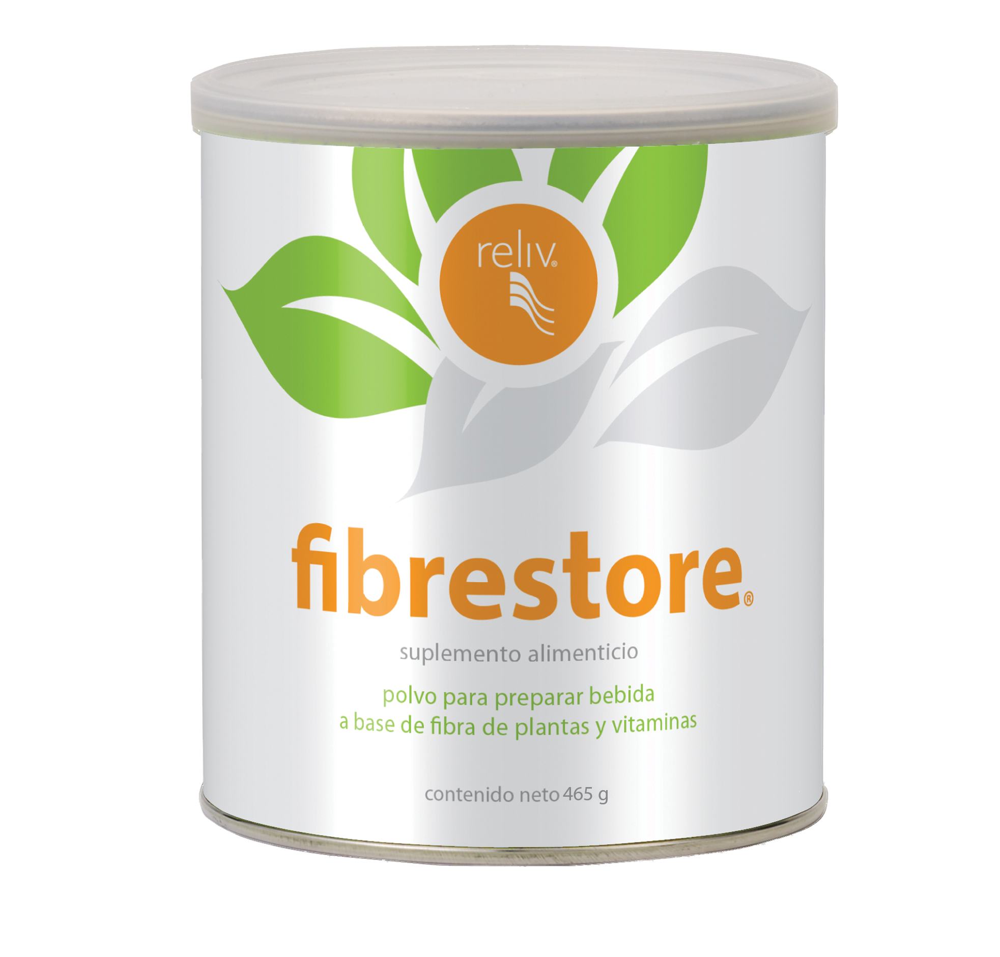 reliv®
fibrestore®
suplemento alimenticio
polvo para preparar bebida
a base de fibra de plantas y vitaminas
contenido neto 465 g